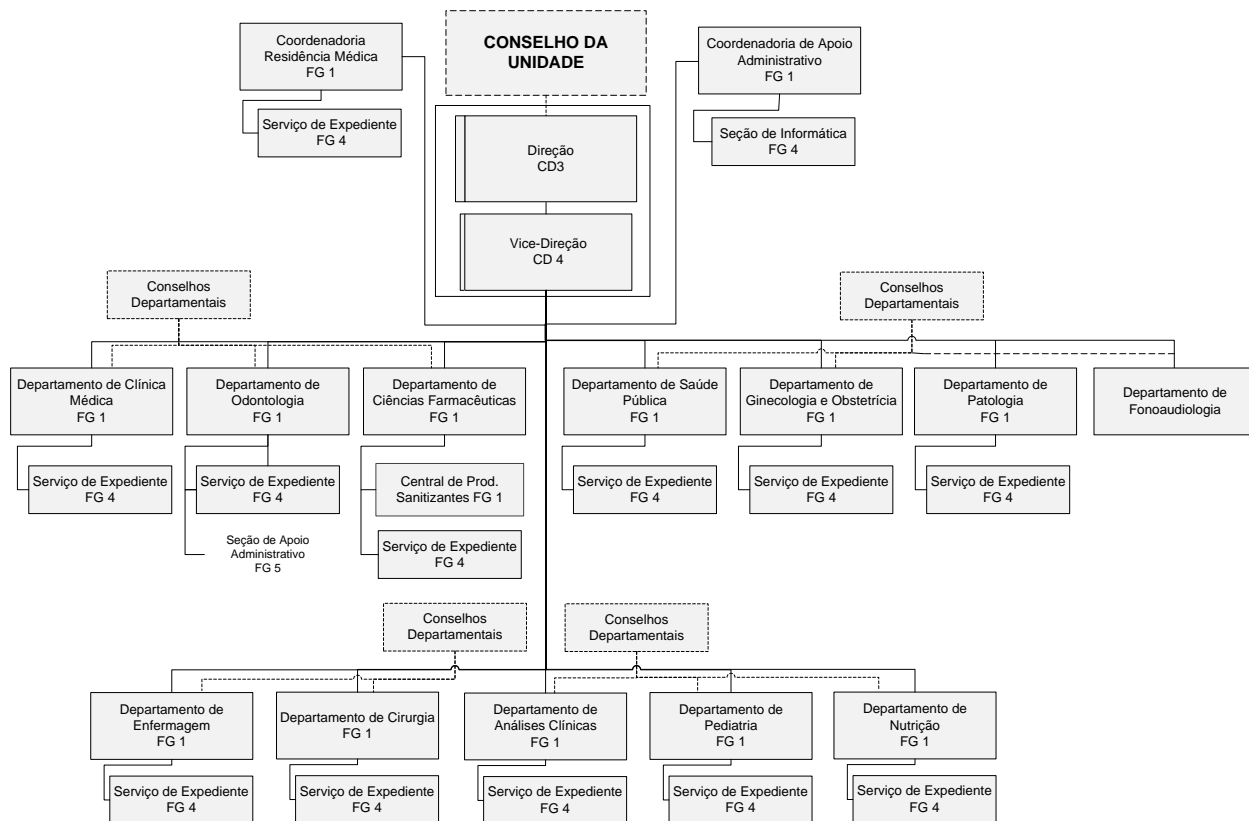 Coordenadoria
Residência Médica
FG 1
CONSELHO DA
UNIDADE
Coordenadoria de Apoio
Administrativo
FG 1
Serviço de Expediente
FG 4
Seção de Informática
FG 4
Direção
CD3
Vice-Direção
CD 4
Conselhos
Departamentais
Conselhos
Departamentais
Departamento de Clínica
Médica
FG 1
Departamento de
Odontologia
FG 1
Departamento de
Ciências Farmacêuticas
FG 1
Departamento de Saúde
Pública
FG 1
Departamento de
Ginecologia e Obstetrícia
FG 1
Departamento de
Patologia
FG 1
Departamento de
Fonoaudiologia
Serviço de Expediente
FG 4
Serviço de Expediente
FG 4
Central de Prod.
Sanitizantes FG 1
Serviço de Expediente
FG 4
Serviço de Expediente
FG 4
Serviço de Expediente
FG 4
Seção de Apoio
Administrativo
FG 5
Serviço de Expediente
FG 4
Conselhos
Departamentais
Conselhos
Departamentais
Departamento de
Enfermagem
FG 1
Departamento de Cirurgia
FG 1
Departamento de
Análises Clínicas
FG 1
Departamento de
Pediatria
FG 1
Departamento de
Nutrição
FG 1
Serviço de Expediente
FG 4
Serviço de Expediente
FG 4
Serviço de Expediente
FG 4
Serviço de Expediente
FG 4
Serviço de Expediente
FG 4